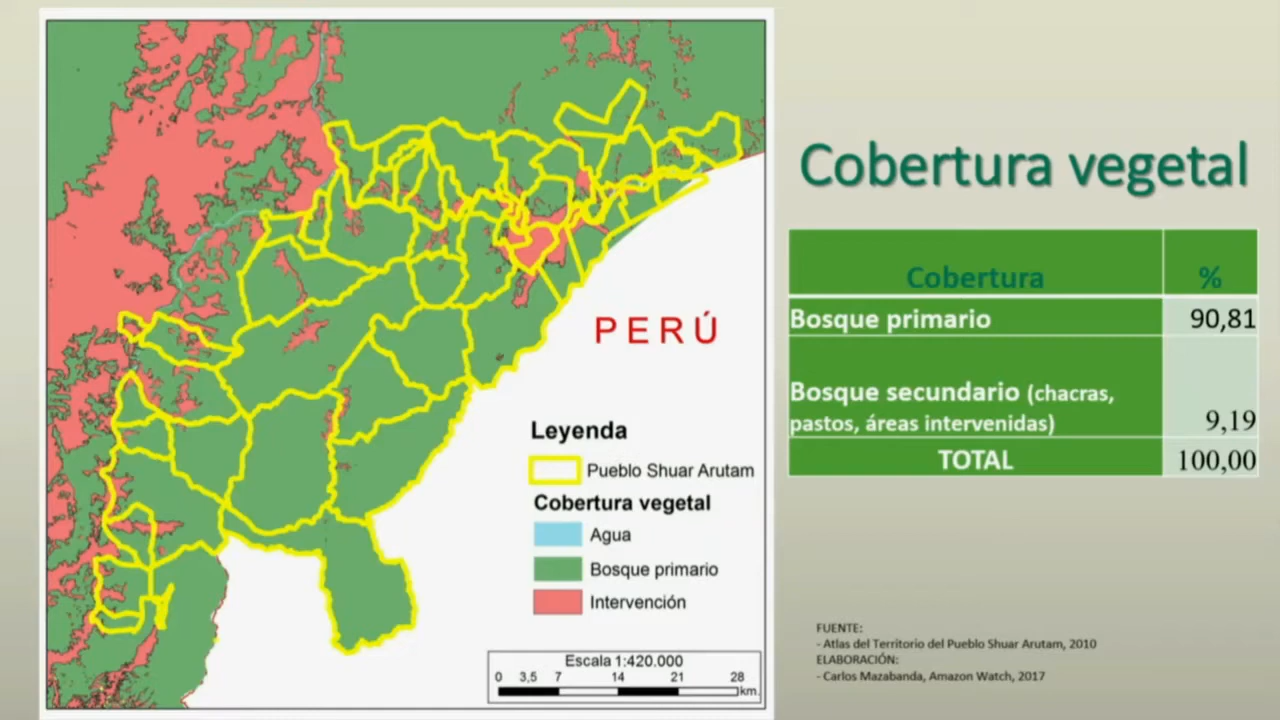 Cobertura vegetal
Cobertura %
Bosque primario 90,81
Bosque secundario (chacras,
pastos, áreas intervenidas) 9,19
TOTAL 100,00
PERÚ
Leyenda
Pueblo Shuar Arutam
Cobertura vegetal
Agua
Bosque primario
Intervención
Escala 1:420.000
0 3,5 7 14 21 28
km.
FUENTE:
- Atlas del Territorio del Pueblo Shuar Arutam, 2010
ELABORACIÓN:
- Carlos Mazabanda, Amazon Watch, 2017